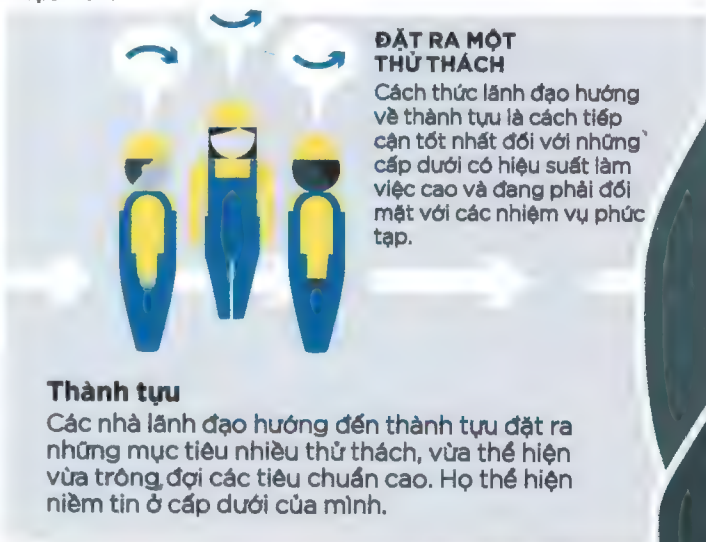 ĐẶT RA MỘT
THỬ THÁCH
Cách thức lãnh đạo hướng
về thành tựu là cách tiếp
cận tốt nhất đối với những
cấp dưới có hiệu suất làm
việc cao và đang phải đối
mặt với các nhiệm vụ phức
tạp.
Thành tựu
Các nhà lãnh đạo hướng đến thành tựu đặt ra
những mục tiêu nhiều thử thách, vừa thể hiện
vừa trông đợi các tiêu chuẩn cao. Họ thể hiện
niềm tin ở cấp dưới của mình.